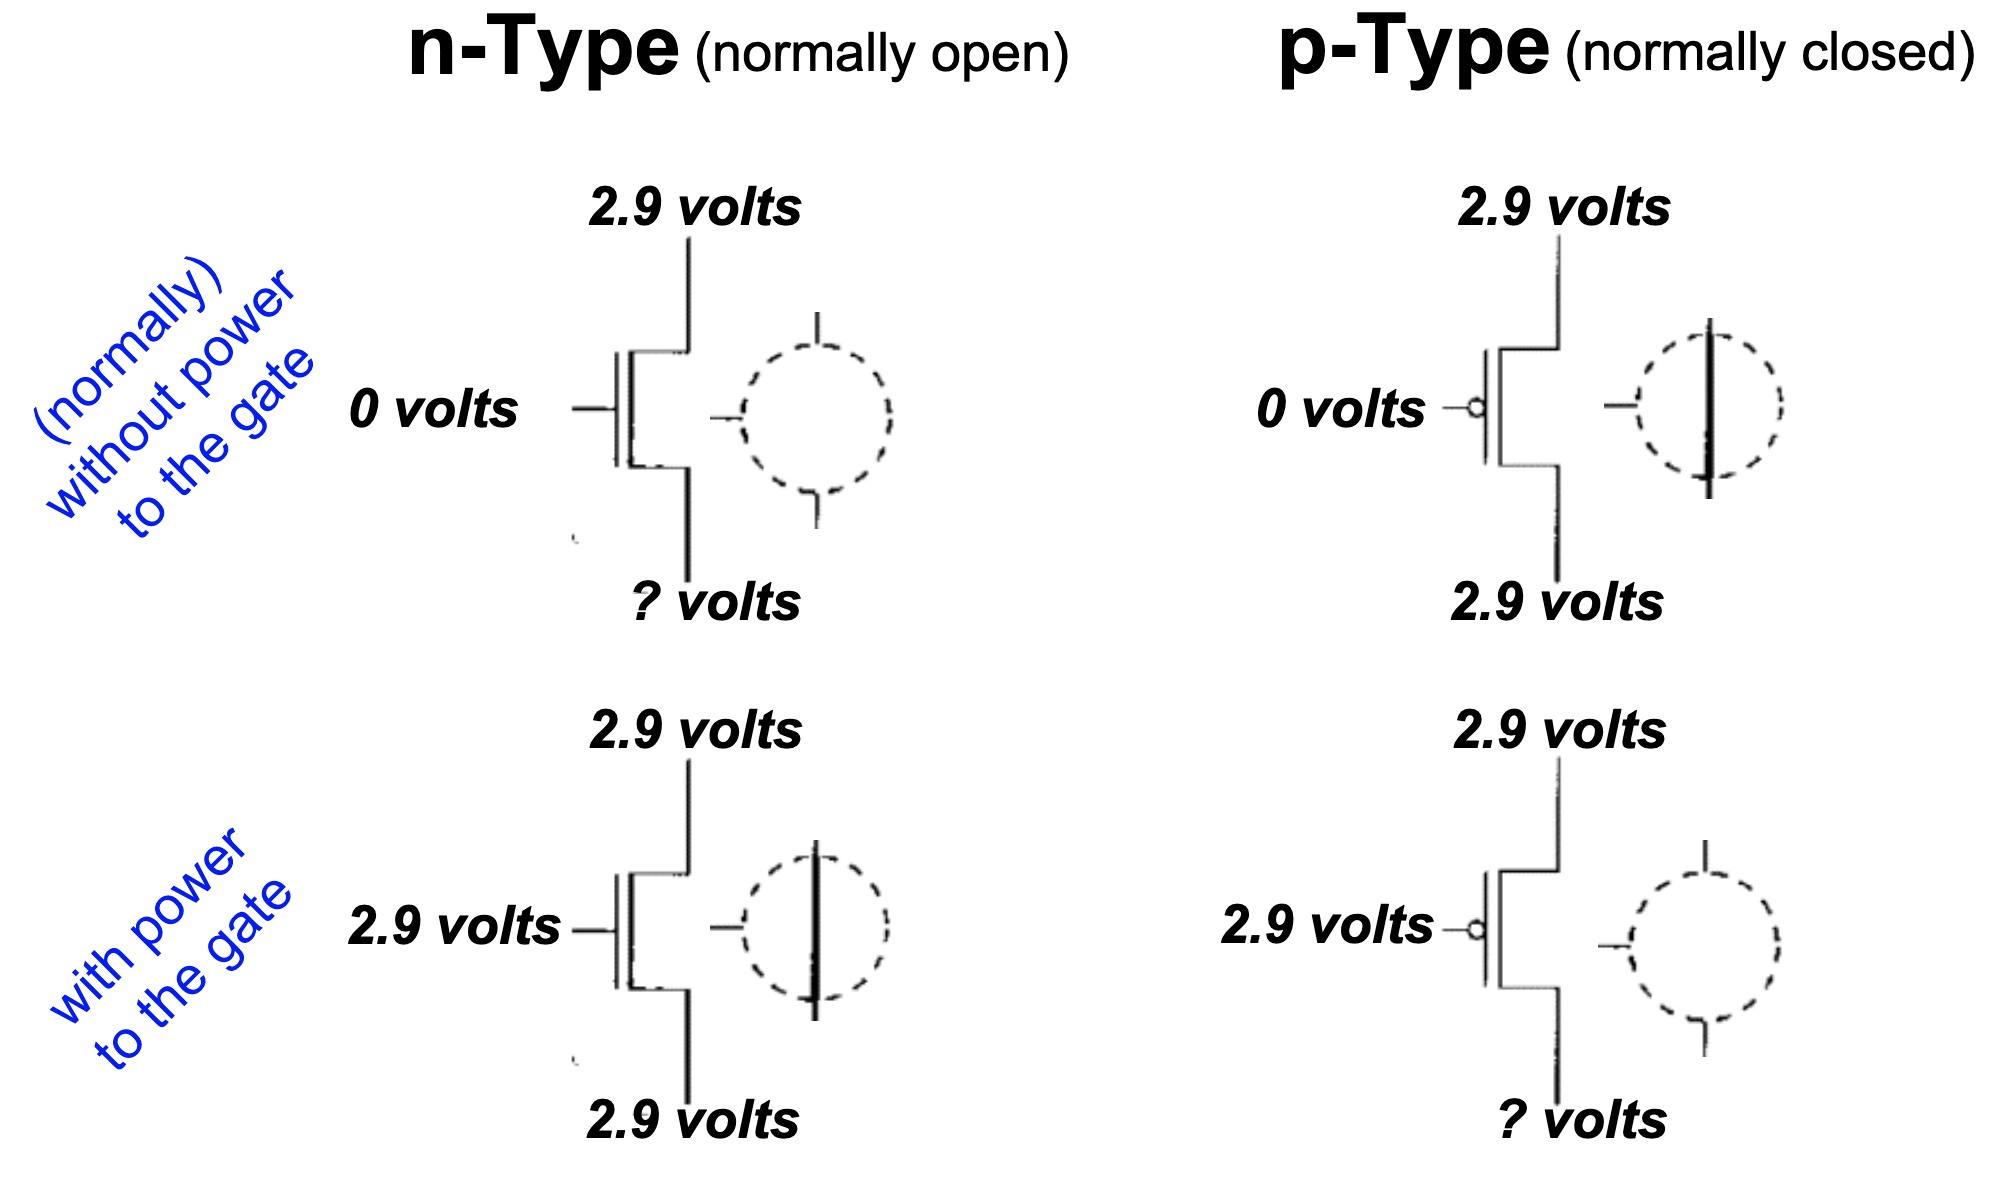 n-Type (normally open)
p-Type (normally closed)
(normally)
without power
to the gate
2.9 volts
0 volts
? volts
2.9 volts
0 volts
2.9 volts
with power
to the gate
2.9 volts
2.9 volts
2.9 volts
2.9 volts
2.9 volts
? volts